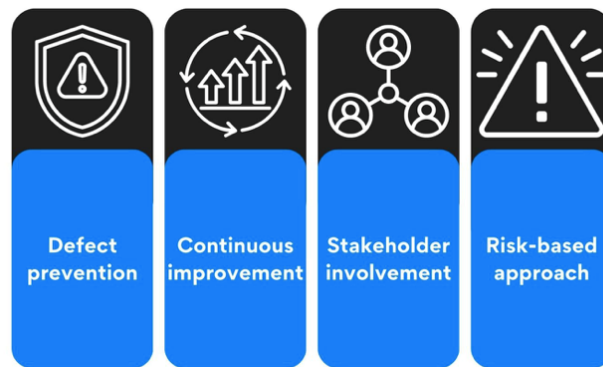 Defect
prevention
Continuous
improvement
Stakeholder
involvement
Risk-based
approach